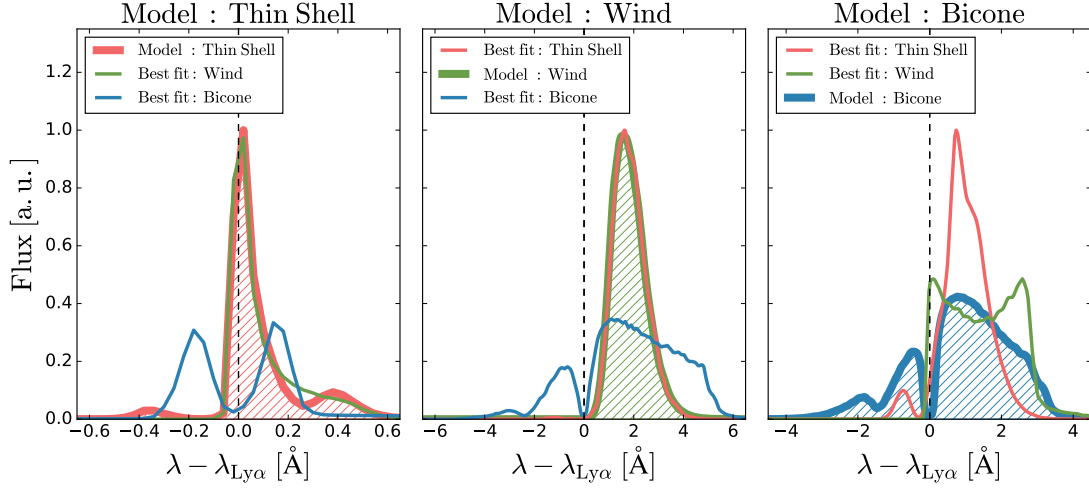 Model : Thin Shell
Model : Wind
Model : Bicone
Model : Thin Shell
Best fit : Wind
Best fit : Bicone
Best fit : Thin Shell
Model : Wind
Best fit : Bicone
Best fit : Thin Shell
Best fit : Wind
Model : Bicone
Flux [a. u.]
1.2
1.0
0.8
0.6
0.4
0.2
0.0
−0.6 −0.4 −0.2 0.0 0.2 0.4 0.6
−6 −4 −2 0 2 4 6
−4 −2 0 2 4
λ − λLyα [Å]
λ − λLyα [Å]
λ − λLyα [Å]